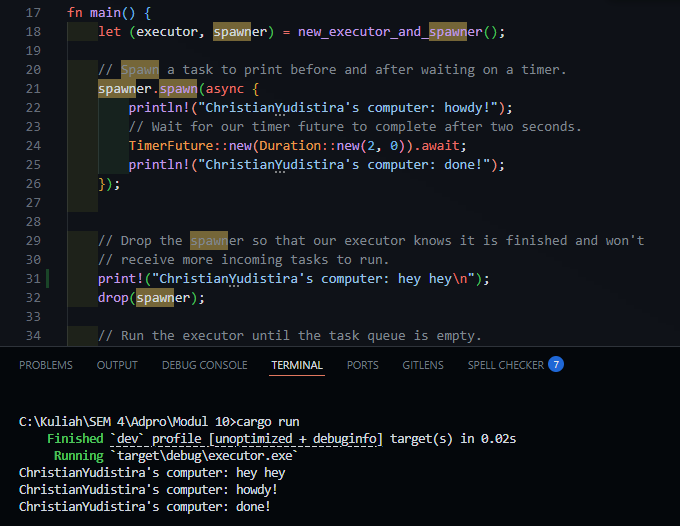 17 fn main() {
18     let (executor, spawner) = new_executor_and_spawner();
19
20     // Spawn a task to print before and after waiting on a timer.
21     spawner.spawn(async {
22         println!("ChristianYudistira's computer: howdy!");
23         // Wait for our timer future to complete after two seconds.
24         TimerFuture::new(Duration::new(2, 0)).await;
25         println!("ChristianYudistira's computer: done!");
26     });
27
28
29     // Drop the spawner so that our executor knows it is finished and won't
30     // receive more incoming tasks to run.
31     print!("ChristianYudistira's computer: hey hey\n");
32     drop(spawner);
33
34     // Run the executor until the task queue is empty.
PROBLEMS OUTPUT DEBUG CONSOLE TERMINAL PORTS GITLENS SPELL CHECKER 7
C:\Kuliah\SEM 4\Adpro\Modul 10>cargo run
    Finished `dev` profile [unoptimized + debuginfo] target(s) in 0.02s
     Running `target\debug\executor.exe`
ChristianYudistira's computer: hey hey
ChristianYudistira's computer: howdy!
ChristianYudistira's computer: done!